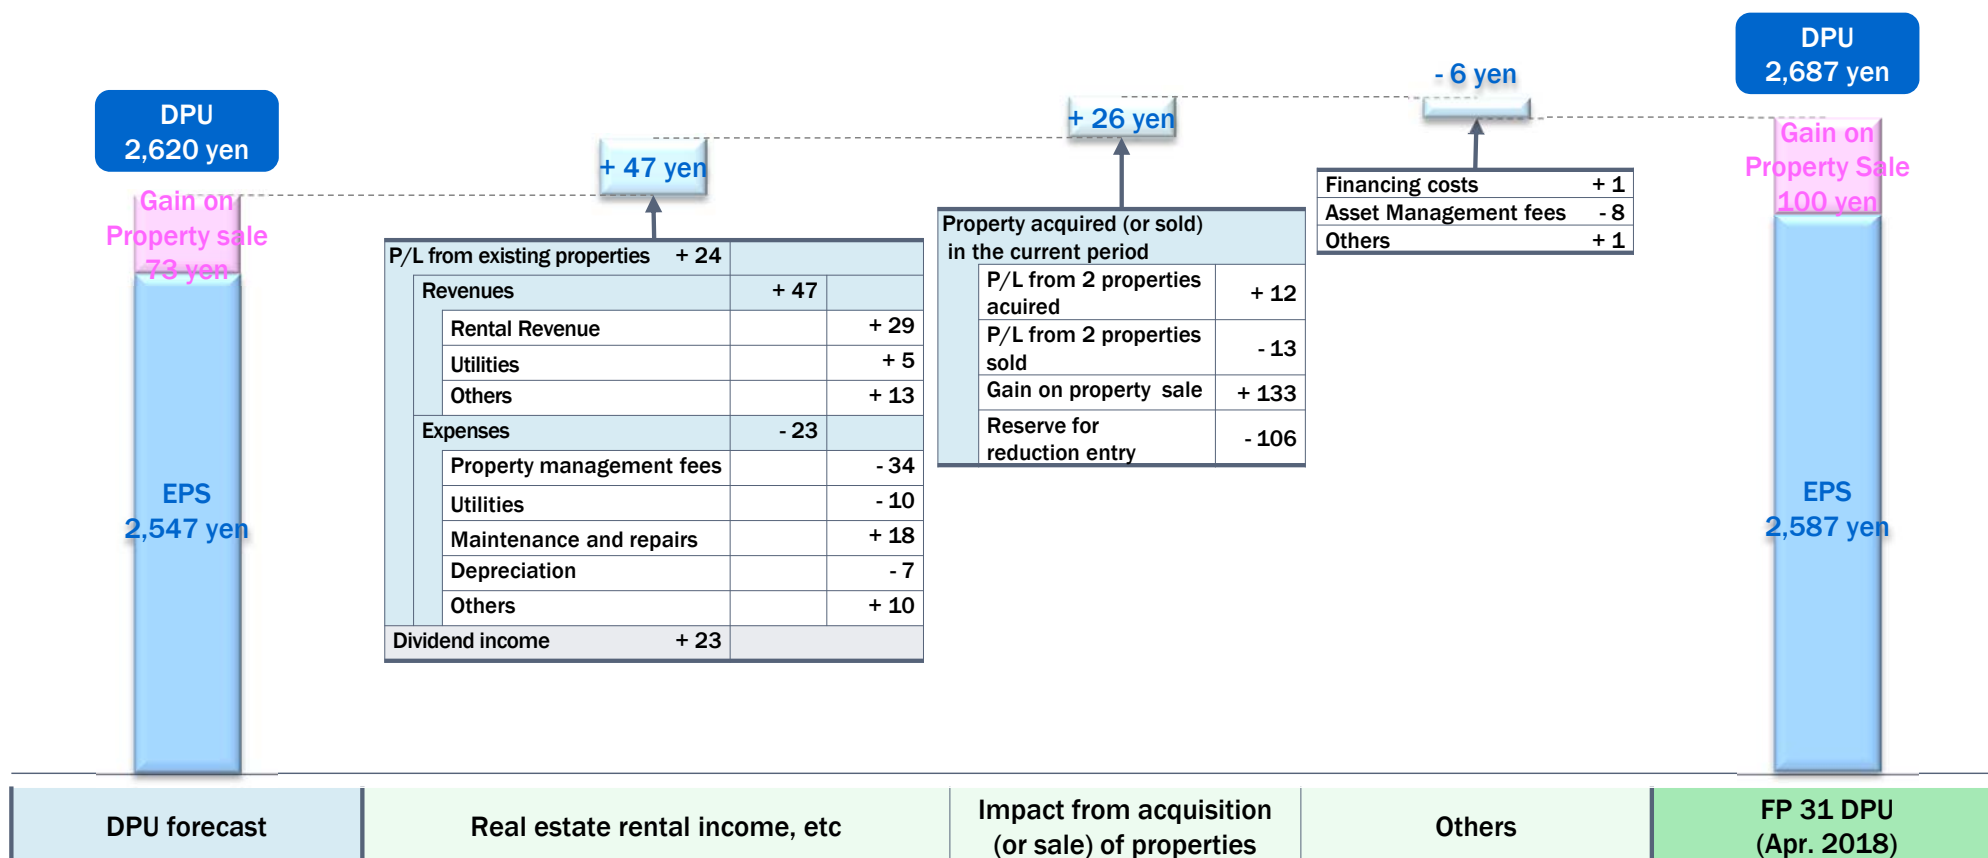 DPU
2,620 yen
Gain on
Property sale
73 yen
EPS
2,547 yen
+ 47 yen
P/L from existing properties + 24
Revenues + 47
Rental Revenue + 29
Utilities + 5
Others + 13
Expenses - 23
Property management fees - 34
Utilities - 10
Maintenance and repairs + 18
Depreciation - 7
Others + 10
Dividend income + 23
+ 26 yen
Property acquired (or sold)
in the current period
P/L from 2 properties
acuired + 12
P/L from 2 properties
sold - 13
Gain on property sale + 133
Reserve for
reduction entry - 106
- 6 yen
Financing costs + 1
Asset Management fees - 8
Others + 1
DPU
2,687 yen
Gain on
Property Sale
100 yen
EPS
2,587 yen
DPU forecast
Real estate rental income, etc
Impact from acquisition
(or sale) of properties
Others
FP 31 DPU
(Apr. 2018)